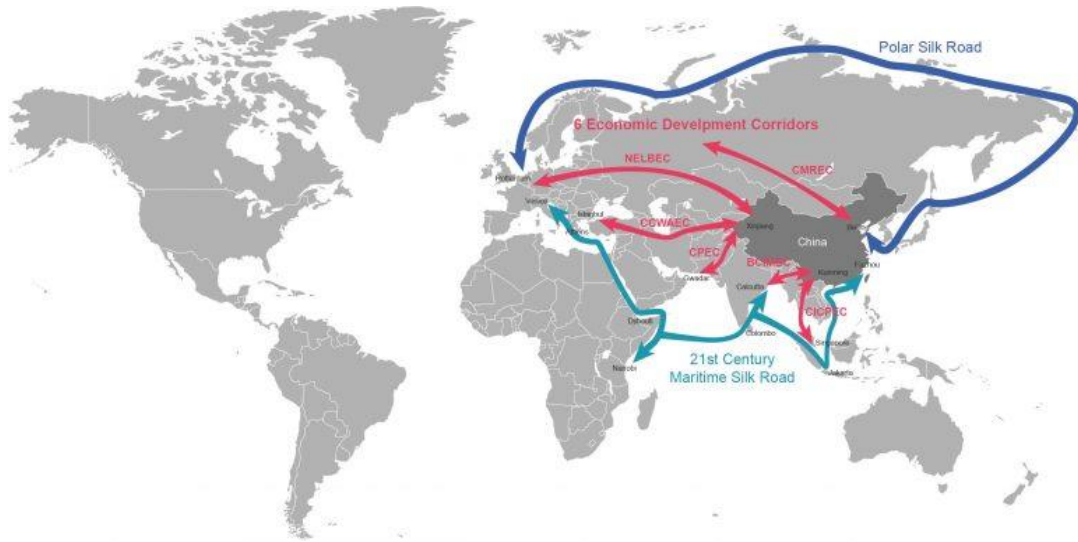 Polar Silk Road
6 Economic Develpment Corridors
NELBEC
CMREC
Venice
Istanbul
Athens
CCWAEC
Xinjiang
China
CPEC
Gwadar
BCIMEC
Kunming
Calcutta
Fuzhou
CICPEC
Colombo
Singapore
Djibouti
Nairobi
Jakarta
21st Century
Maritime Silk Road